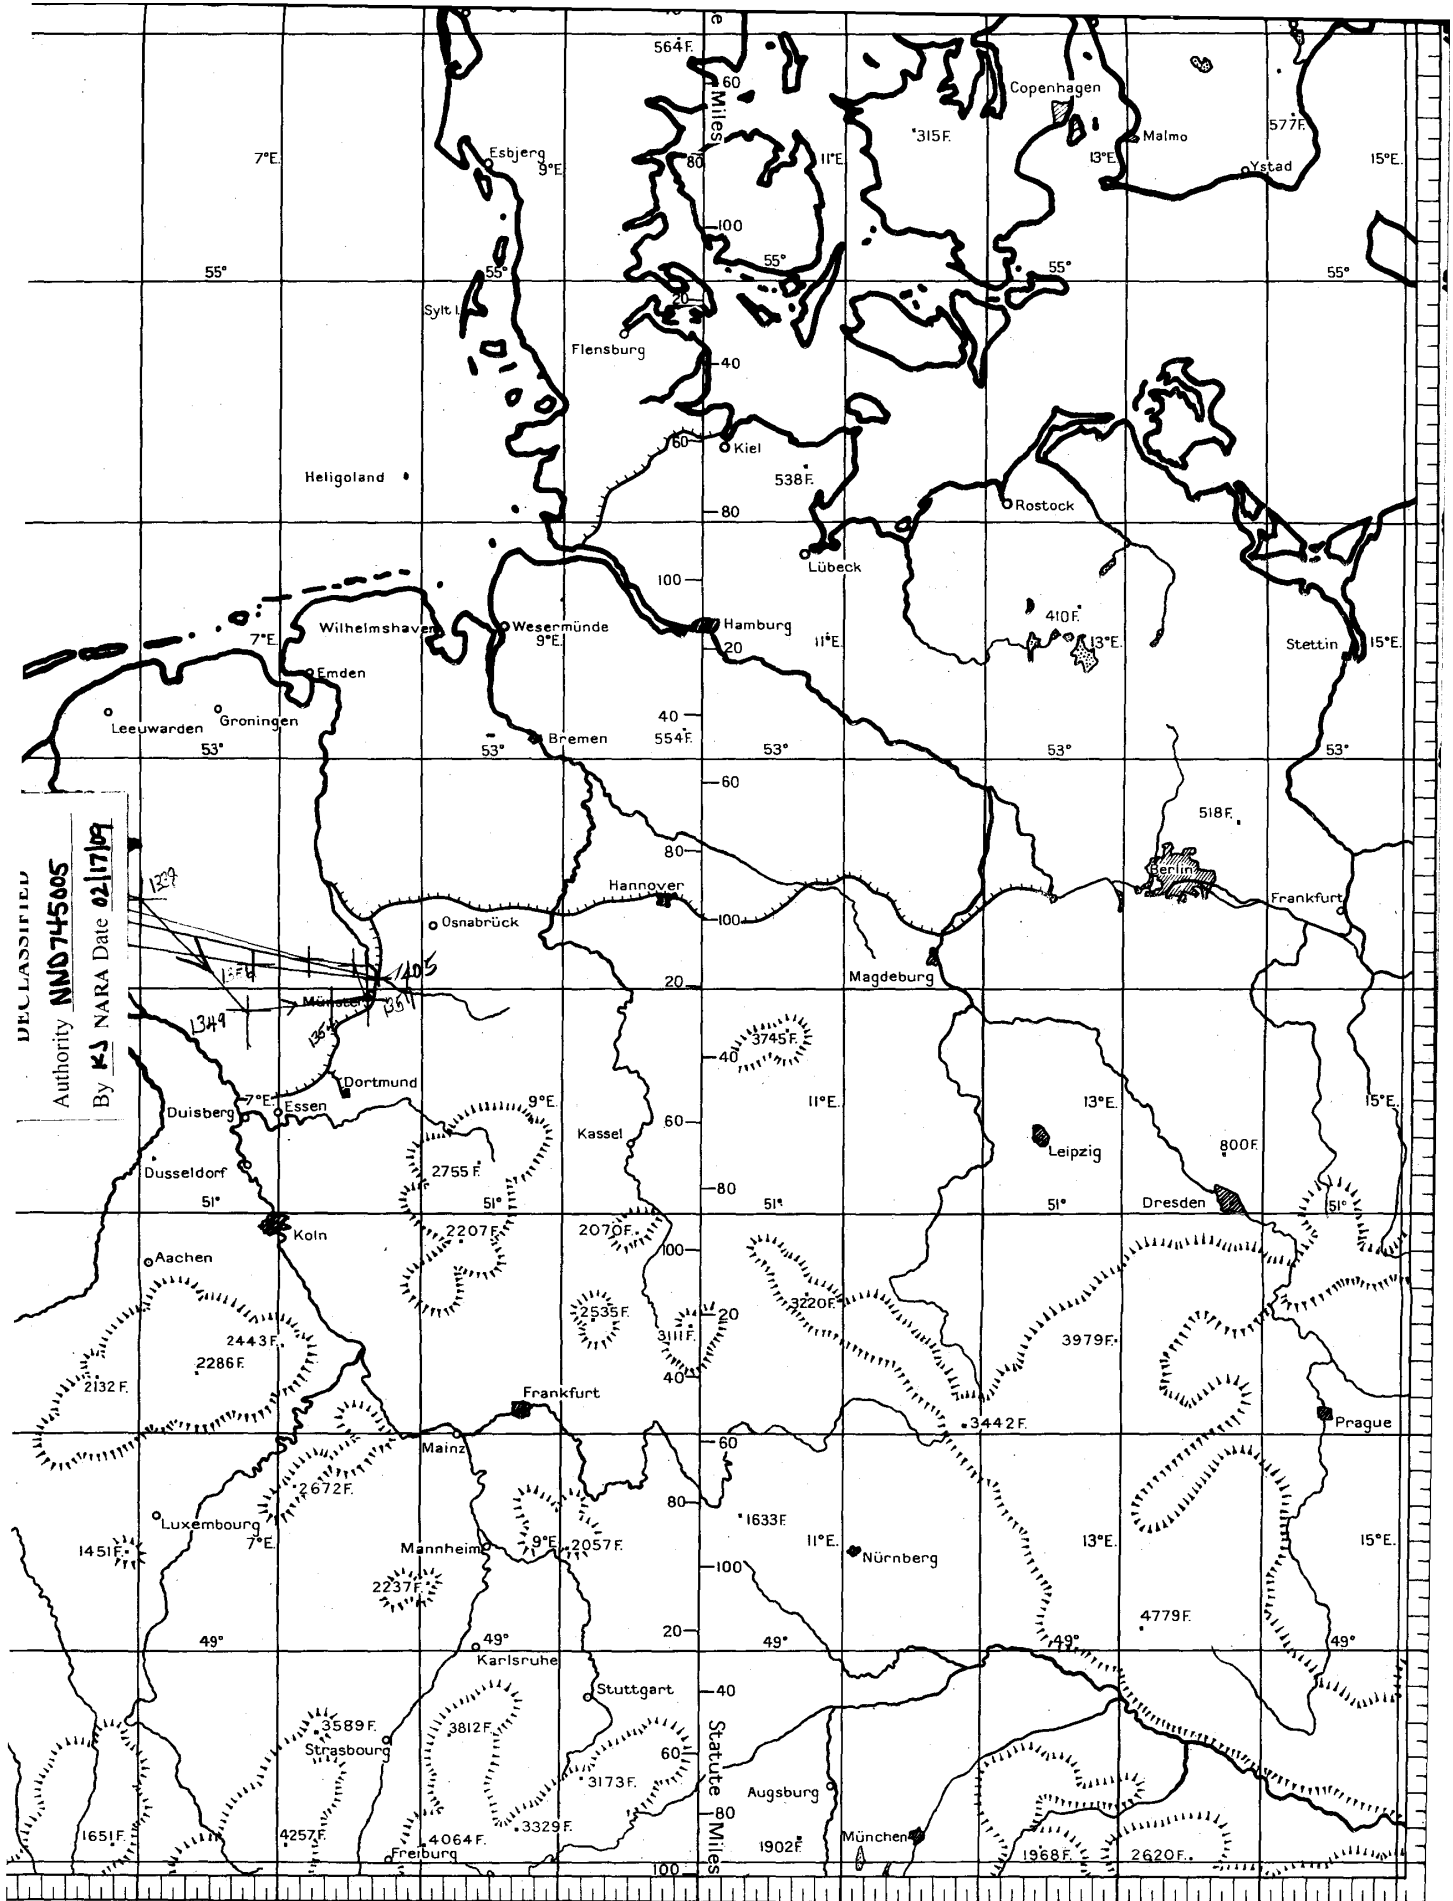 564F.
60
Miles
Copenhagen
315F.
577F.
Malmo
7°E.
Esbjerg
9°E.
80
11°E.
13°E.
15°E.
Ystad
100
55°
55°
55°
55°
55°
Sylt I.
20
Flensburg
40
60
Kiel
Heligoland
538F.
80
Rostock
Lübeck
100
410F.
Wilhelmshaven
Wesermünde
Hamburg
7°E.
9°E.
11°E.
13°E.
Stettin
15°E.
20
Emden
Leeuwarden
Groningen
40
Bremen
554F.
53°
53°
53°
53°
53°
60
518F.
80
DECLASSIFIED
Authority NND745005
By KJ NARA Date 02/17/09
Berlin
Hannover
Frankfurt
100
Osnabrück
1405
Magdeburg
20
Münster
1349
1354
3745F.
40
Dortmund
7°E.
Essen
9°E.
11°E.
13°E.
15°E.
Duisberg
60
Kassel
Leipzig
800F.
Dusseldorf
2755F.
80
51°
51°
51°
51°
51°
Dresden
Koln
2207F.
2070F.
100
Aachen
2535F.
3220F.
20
3111F.
2443F.
2286F.
3979F.
2132F.
40
Frankfurt
3442F.
Prague
Mainz
60
2672F.
80
1633F.
Luxembourg
7°E.
1451F.
Mannheim
9°E.
2057F.
11°E.
Nürnberg
13°E.
15°E.
100
2237F.
4779F.
20
49°
49°
49°
49°
49°
Karlsruhe
Stuttgart
40
3589F.
3812F.
Strasbourg
Statute Miles
60
3173F.
Augsburg
80
1651F.
4257F.
4064F.
3329F.
Freiburg
1902F.
München
1968F.
2620F.
100